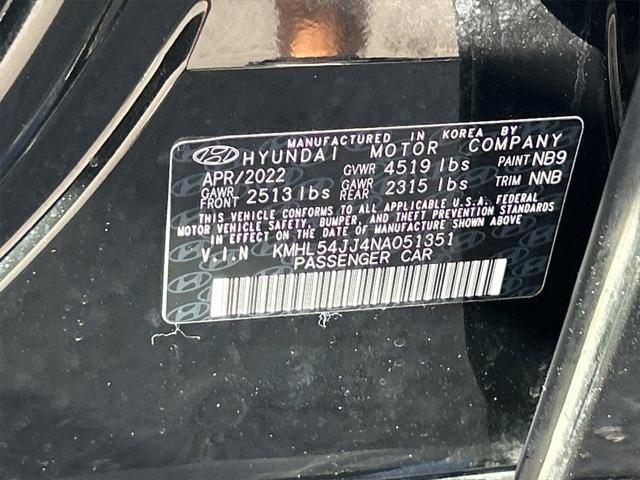 MANUFACTURED IN KOREA BY
HYUNDAI MOTOR COMPANY
APR/2022 GVWR 4519 lbs PAINT NB9
GAWR FRONT 2513 lbs GAWR REAR 2315 lbs TRIM NNB
THIS VEHICLE CONFORMS TO ALL APPLICABLE U.S.A. FEDERAL
MOTOR VEHICLE SAFETY, BUMPER, AND THEFT PREVENTION STANDARDS
IN EFFECT ON THE DATE OF MANUFACTURE SHOWN ABOVE
V.I.N KMHL54JJ4NA051351
PASSENGER CAR